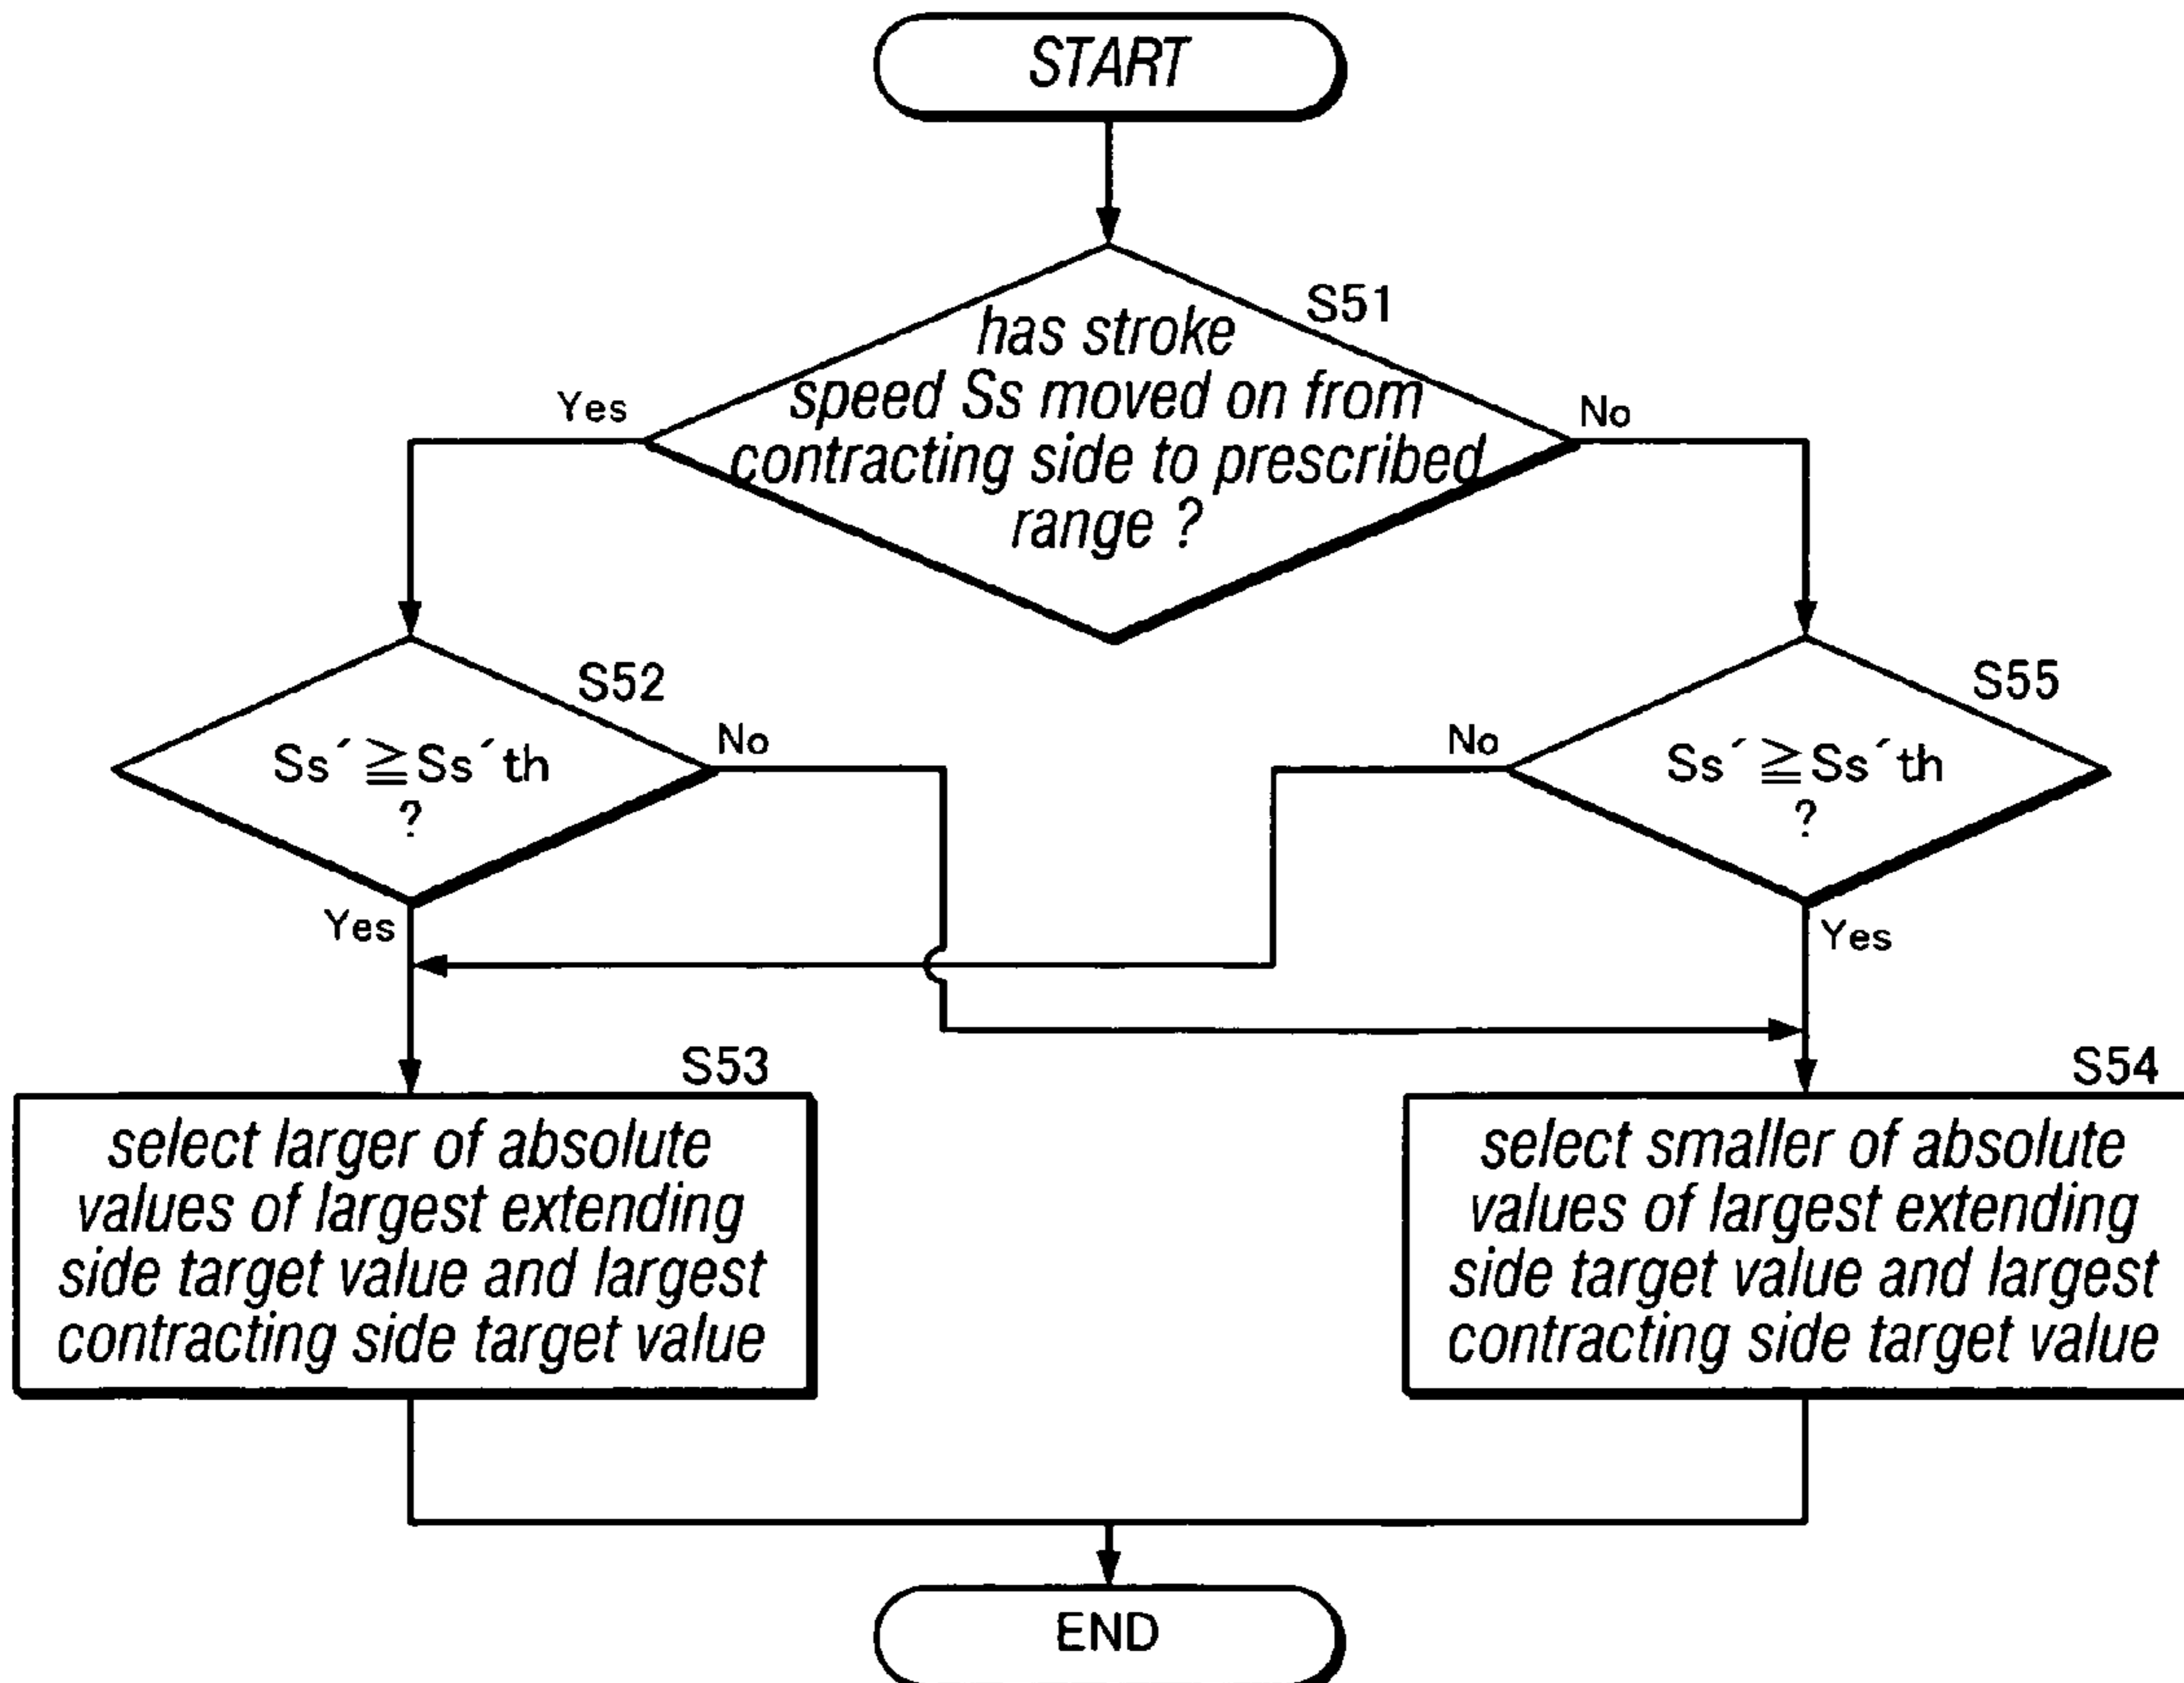 START
S51
has stroke
speed Ss moved on from
contracting side to prescribed
range ?
Yes
No
S52
Ss´≧Ss´th
?
No
Yes
S55
Ss´≧Ss´th
?
No
Yes
S53
select larger of absolute
values of largest extending
side target value and largest
contracting side target value
S54
select smaller of absolute
values of largest extending
side target value and largest
contracting side target value
END